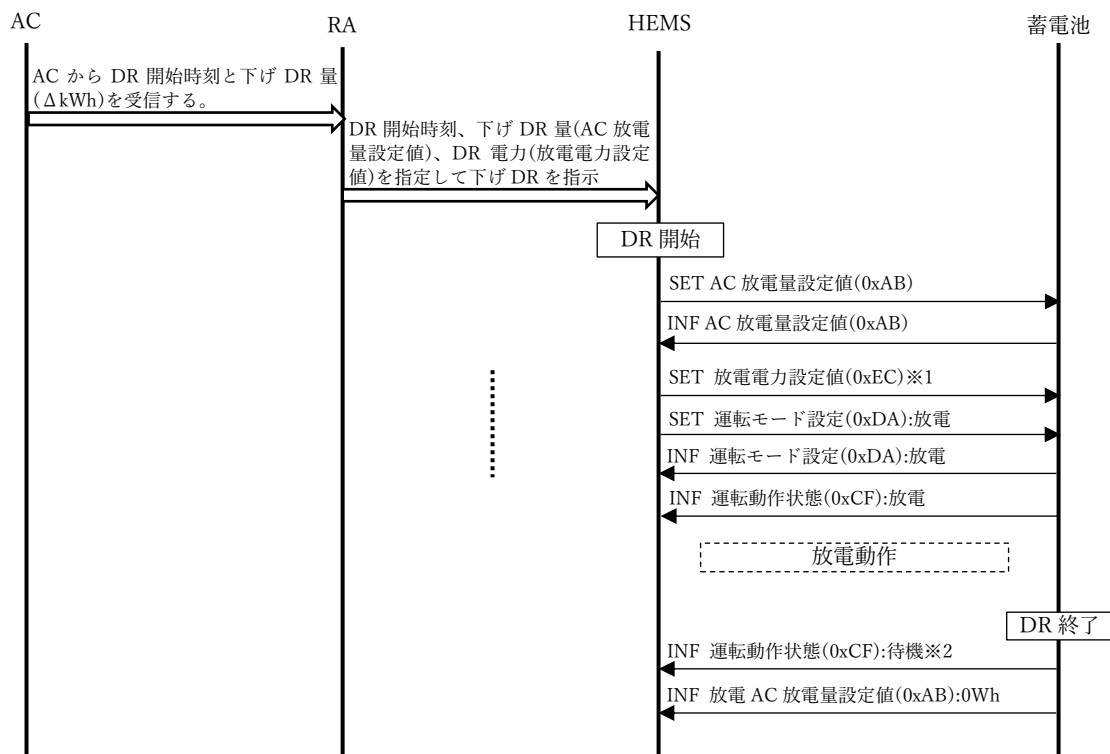 AC
RA
HEMS
蓄電池
AC から DR 開始時刻と下げ DR 量
(ΔkWh)を受信する。
DR 開始時刻、下げ DR 量(AC 放電
量設定値)、DR 電力(放電電力設定
値)を指定して下げ DR を指示
DR 開始
SET AC 放電量設定値(0xAB)
INF AC 放電量設定値(0xAB)
SET 放電電力設定値(0xEC)※1
SET 運転モード設定(0xDA):放電
INF 運転モード設定(0xDA):放電
INF 運転動作状態(0xCF):放電
放電動作
DR 終了
INF 運転動作状態(0xCF):待機※2
INF 放電 AC 放電量設定値(0xAB):0Wh